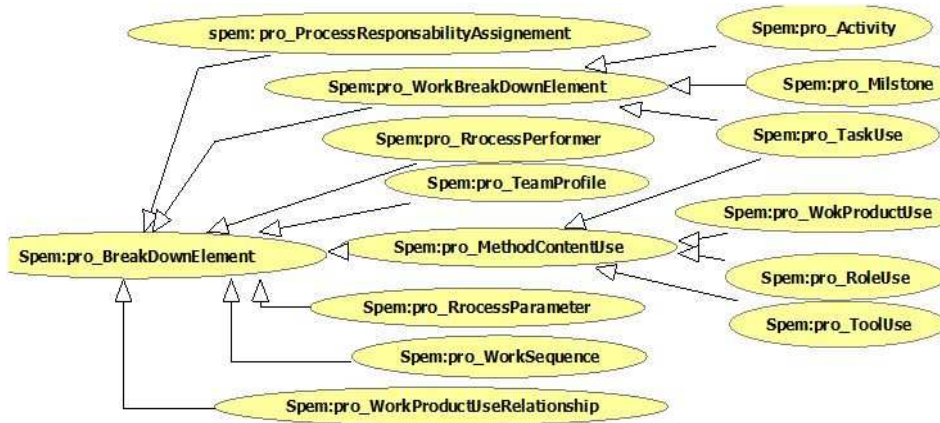 spem: pro_ProcessResponsabilityAssignement
Spem:pro_Activity
Spem:pro_WorkBreakDownElement
Spem:pro_Milstone
Spem:pro_RrocessPerformer
Spem:pro_TaskUse
Spem:pro_TeamProfile
Spem:pro_WokProductUse
Spem:pro_BreakDownElement
Spem:pro_MethodContentUse
Spem:pro_RoleUse
Spem:pro_RrocessParameter
Spem:pro_ToolUse
Spem:pro_WorkSequence
Spem:pro_WorkProductUseRelationship